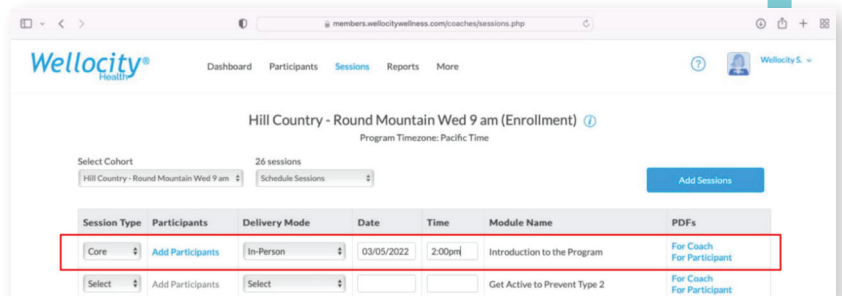 members.wellocitywellness.com/coaches/sessions.php
Wellocity®
Health
Dashboard Participants Sessions Reports More
? Wellocity S.
Hill Country - Round Mountain Wed 9 am (Enrollment) i
Program Timezone: Pacific Time
Select Cohort 26 sessions
Hill Country - Round Mountain Wed 9 am Schedule Sessions
Add Sessions
Session Type Participants Delivery Mode Date Time Module Name PDFs
Core Add Participants In-Person 03/05/2022 2:00pm Introduction to the Program For Coach
For Participant
Select Add Participants Select Get Active to Prevent Type 2 For Coach
For Participant